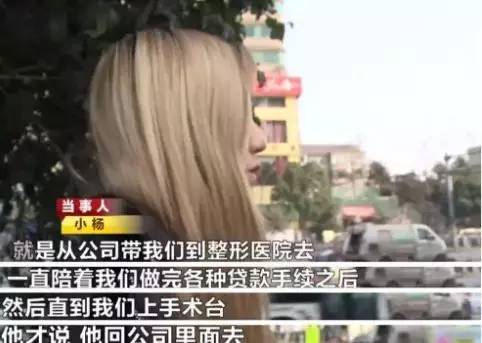 当事人
小杨
就是从公司带我们到整形医院去
一直陪着我们做完各种贷款手续之后
然后直到我们上手术台
他才说 他回公司里面去